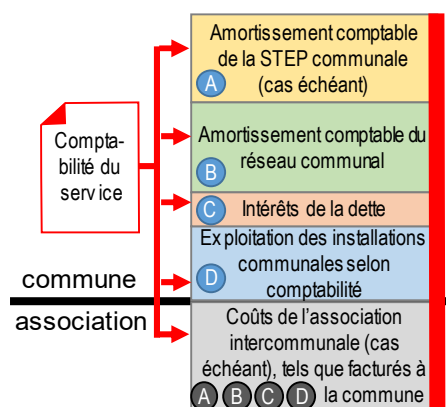 Amortissement comptable
de la STEP communale
(cas échéant)
A
Compta-
bilité du
service
Amortissement comptable du
réseau communal
B
C Intérêts de la dette
Exploitation des installations
communales selon
comptabilité
D
commune
association
Coûts de l'association
intercommunale (cas
échéant), tels que facturés à
A B C D la commune